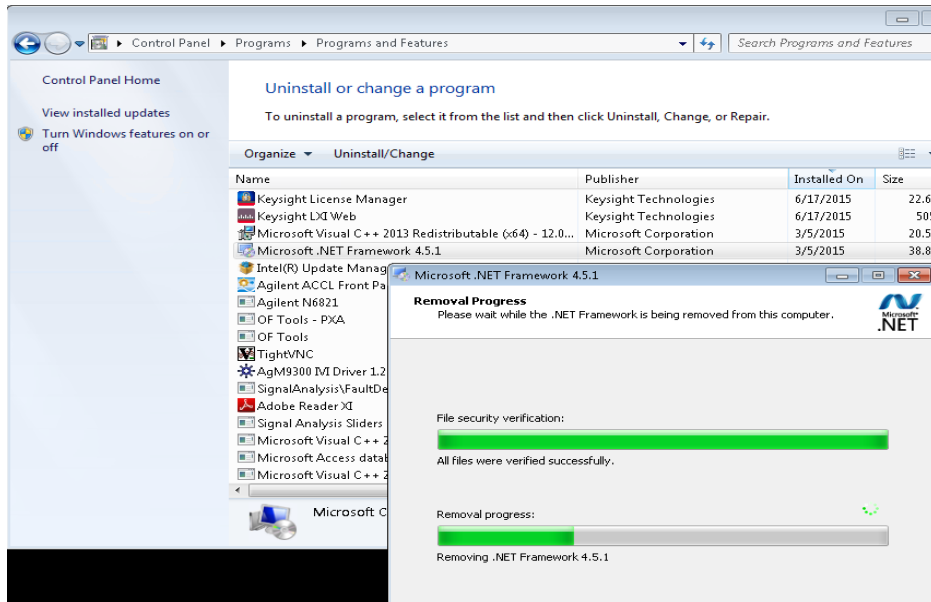 Control Panel ▸ Programs ▸ Programs and Features
Search Programs and Features
Control Panel Home
View installed updates
Turn Windows features on or
off
Uninstall or change a program
To uninstall a program, select it from the list and then click Uninstall, Change, or Repair.
Organize Uninstall/Change
Name Publisher Installed On Size
Keysight License Manager Keysight Technologies 6/17/2015 22.6
Keysight LXI Web Keysight Technologies 6/17/2015 505
Microsoft Visual C++ 2013 Redistributable (x64) - 12.0... Microsoft Corporation 3/5/2015 20.5
Microsoft .NET Framework 4.5.1 Microsoft Corporation 3/5/2015 38.8
Intel(R) Update Manag
Agilent ACCL Front Pa
Agilent N6821
OF Tools - PXA
OF Tools
TightVNC
AgM9300 IVI Driver 1.2
SignalAnalysis\FaultDe
Adobe Reader XI
Signal Analysis Sliders
Microsoft Visual C++ 2
Microsoft Access datab
Microsoft Visual C++ 2
Microsoft C
Microsoft .NET Framework 4.5.1
Removal Progress
Please wait while the .NET Framework is being removed from this computer.
Microsoft
.NET
File security verification:
All files were verified successfully.
Removal progress:
Removing .NET Framework 4.5.1